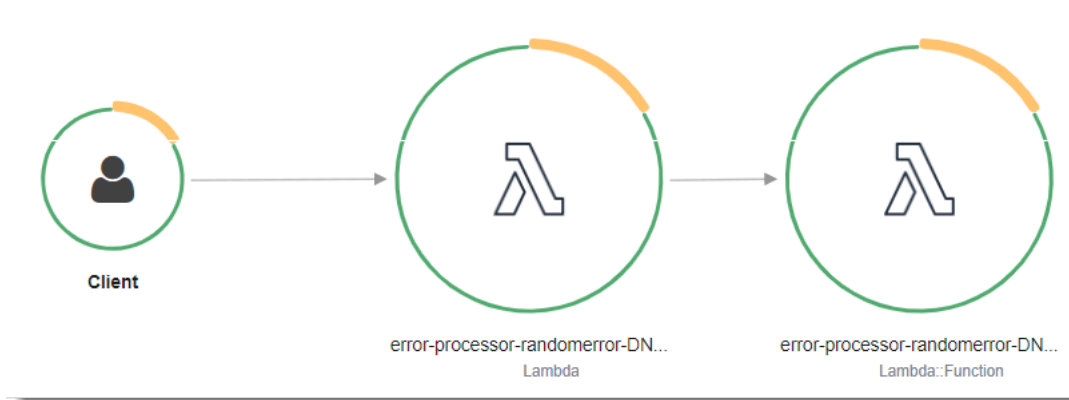 Client
error-processor-randomerror-DN...
Lambda
error-processor-randomerror-DN...
Lambda::Function